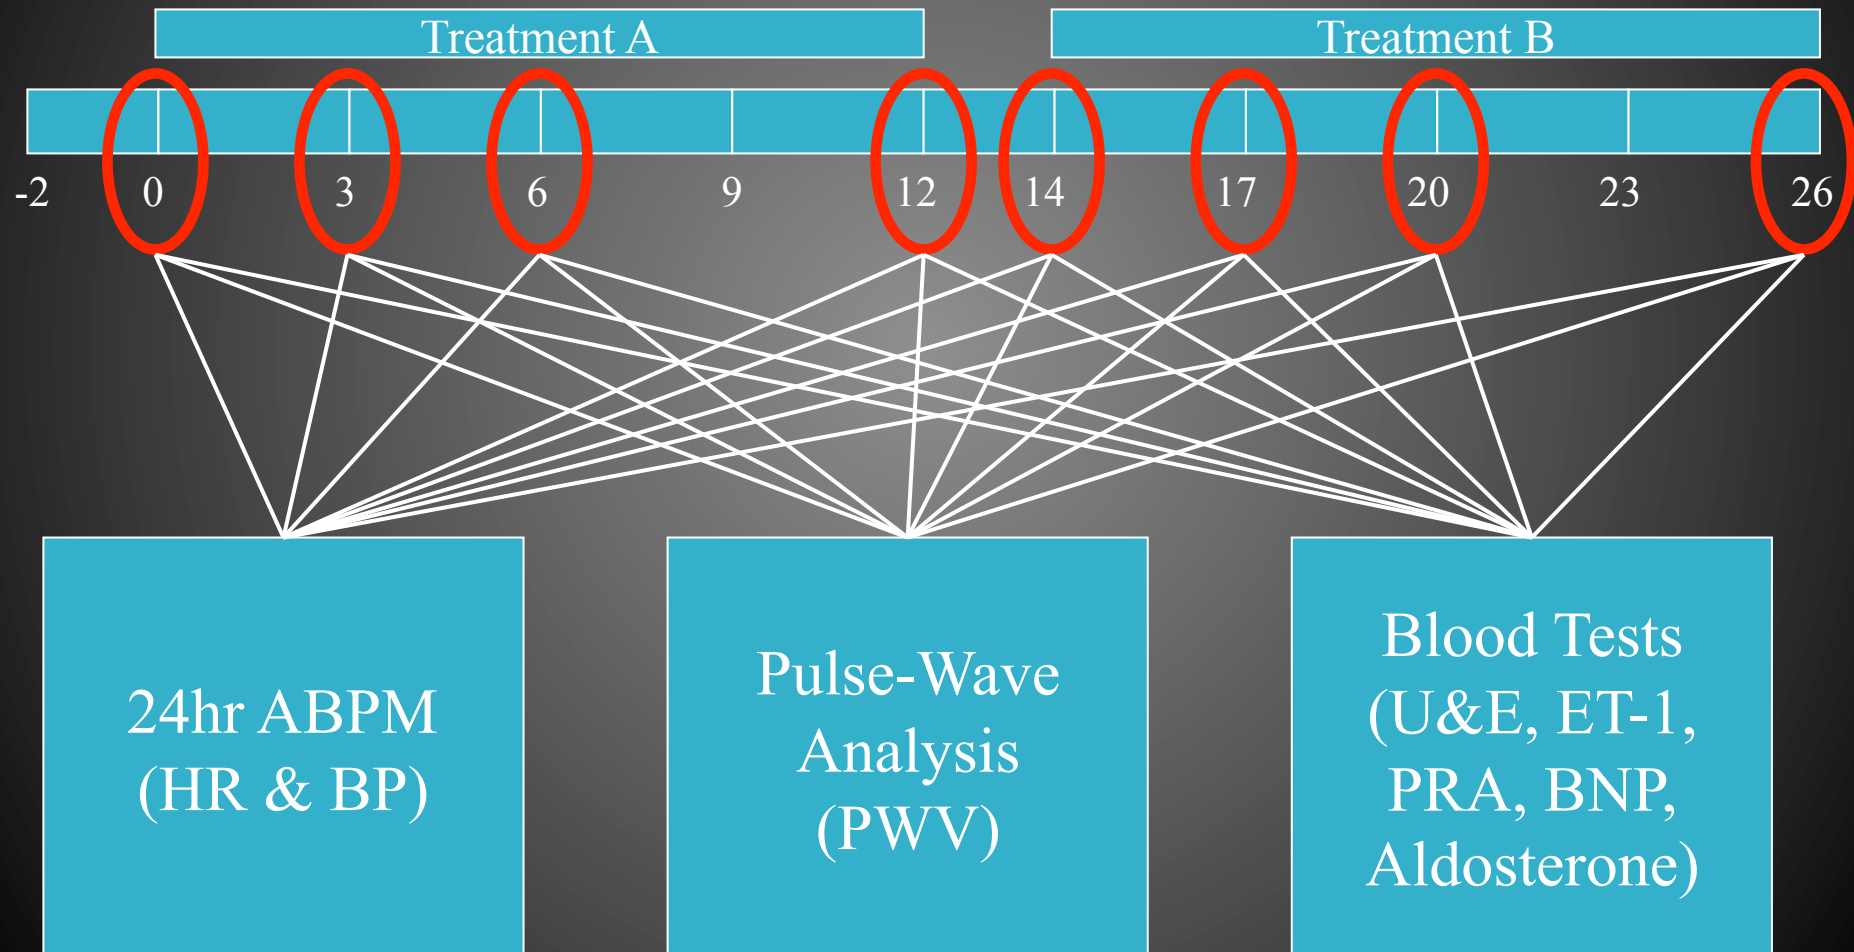 Treatment A
Treatment B
-2 0 3 6 9 12 14 17 20 23 26
24hr ABPM
(HR & BP)
Pulse-Wave
Analysis
(PWV)
Blood Tests
(U&E, ET-1,
PRA, BNP,
Aldosterone)